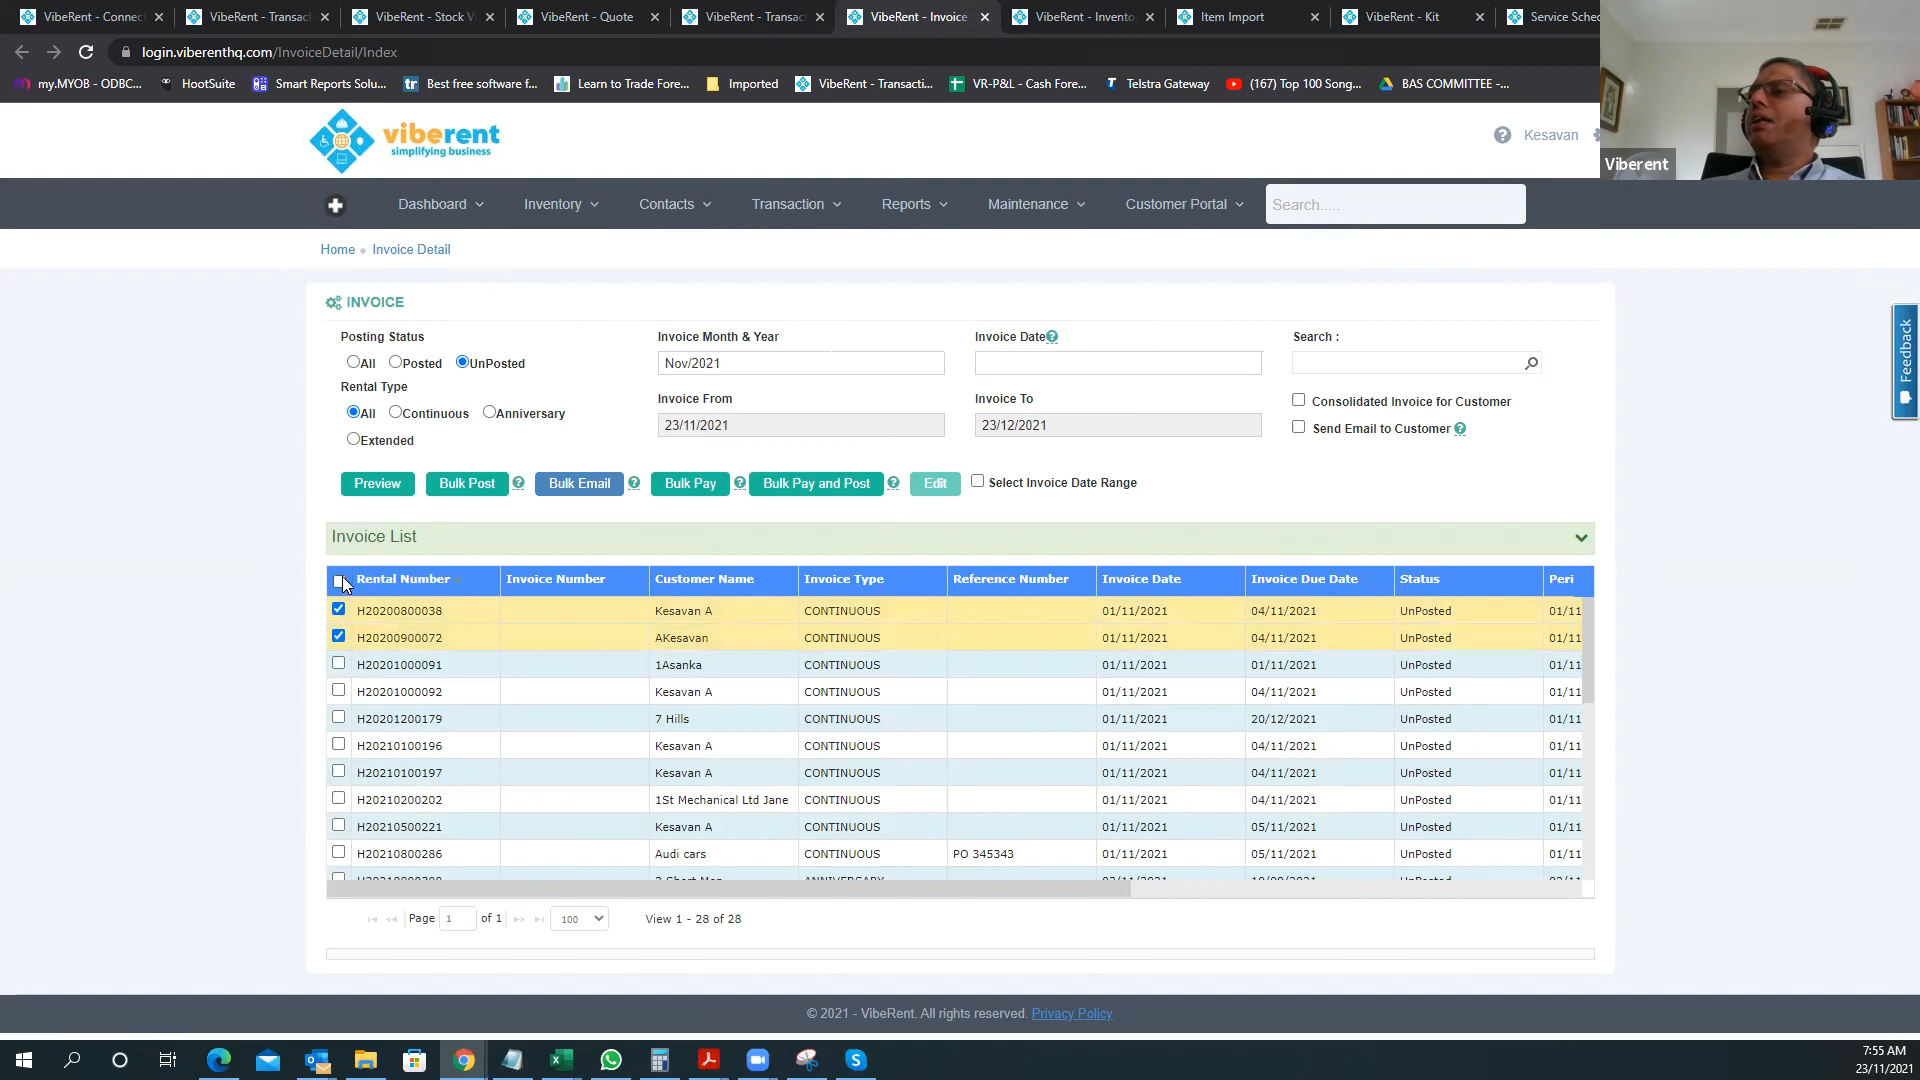 VibeRent - Connec
VibeRent - Transac
VibeRent - Stock V
VibeRent - Quote
VibeRent - Transac
VibeRent - Invoice
VibeRent - Invento
Item Import
VibeRent - Kit
Service Sched
login.viberenthq.com/InvoiceDetail/Index
my.MYOB - ODBC...
HootSuite
Smart Reports Solu...
Best free software f...
Learn to Trade Fore...
Imported
VibeRent - Transacti...
VR-P&L - Cash Fore...
Telstra Gateway
(167) Top 100 Song...
BAS COMMITTEE -...
viberent
simplifying business
Kesavan
Viberent
Dashboard
Inventory
Contacts
Transaction
Reports
Maintenance
Customer Portal
Search.....
Home
Invoice Detail
INVOICE
Posting Status
Invoice Month & Year
Invoice Date
Search :
All Posted UnPosted
Nov/2021
Rental Type
Invoice From
Invoice To
Consolidated Invoice for Customer
All Continuous Anniversary
23/11/2021
23/12/2021
Send Email to Customer
Extended
Preview
Bulk Post
Bulk Email
Bulk Pay
Bulk Pay and Post
Edit
Select Invoice Date Range
Feedback
Invoice List
Rental Number Invoice Number Customer Name Invoice Type Reference Number Invoice Date Invoice Due Date Status Peri
H20200800038 Kesavan A CONTINUOUS 01/11/2021 04/11/2021 UnPosted 01/11
H20200900072 AKesavan CONTINUOUS 01/11/2021 04/11/2021 UnPosted 01/11
H20201000091 1Asanka CONTINUOUS 01/11/2021 01/11/2021 UnPosted 01/11
H20201000092 Kesavan A CONTINUOUS 01/11/2021 04/11/2021 UnPosted 01/11
H20201200179 7 Hills CONTINUOUS 01/11/2021 20/12/2021 UnPosted 01/11
H20210100196 Kesavan A CONTINUOUS 01/11/2021 04/11/2021 UnPosted 01/11
H20210100197 Kesavan A CONTINUOUS 01/11/2021 04/11/2021 UnPosted 01/11
H20210200202 1St Mechanical Ltd Jane CONTINUOUS 01/11/2021 04/11/2021 UnPosted 01/11
H20210500221 Kesavan A CONTINUOUS 01/11/2021 05/11/2021 UnPosted 01/11
H20210800286 Audi cars CONTINUOUS PO 345343 01/11/2021 05/11/2021 UnPosted 01/11
Page 1 of 1
100
View 1 - 28 of 28
© 2021 - VibeRent. All rights reserved. Privacy Policy
7:55 AM
23/11/2021